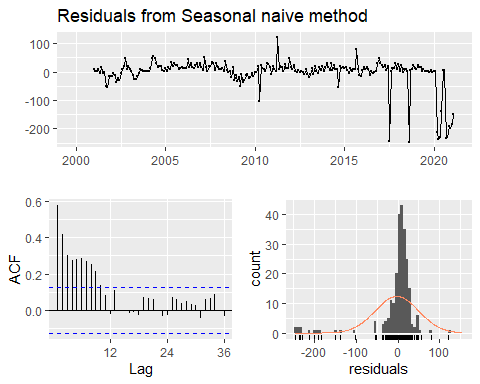 Residuals from Seasonal naive method
100
0
-100
-200
2000 2005 2010 2015 2020
0.6
0.4
0.2
0.0
ACF
12 24 36
Lag
40
30
20
10
0
count
-200 -100 0 100
residuals